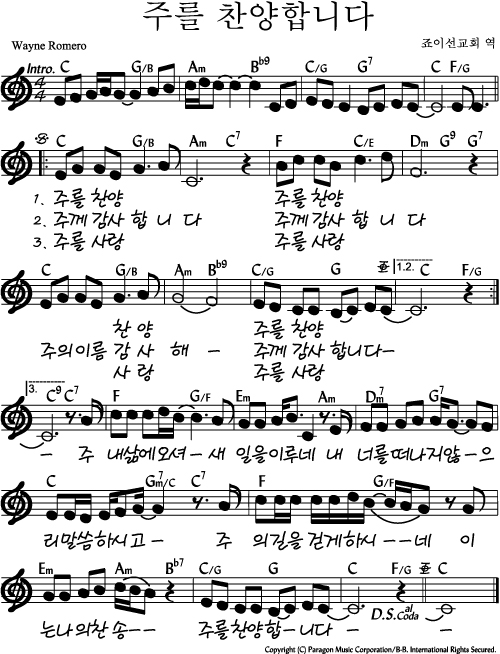 주를 찬양합니다
Wayne Romero 죠이선교회 역
Intro. C G/B Am B♭9 C/G G7 C F/G
C G/B Am C7 F C/E Dm G9 G7
1. 주를 찬양 주를 찬양
2. 주께 감사 합 니 다 주께 감사 합 니 다
3. 주를 사랑 주를 사랑
C G/B Am B♭9 C/G G 1.2. C F/G
찬 양 주를 찬양
주의이름 감 사 해 – 주께 감사 합니다–
사 랑 주를 사랑
3. C9 C7 F G/F Em Am Dm7 G7
– 주 내삶에오셔– 새 일을이루네 내 너를떠나지않–으
C Gm7/C C7 F G/F G
리말씀하시고– 주 의길을 걷게하시 – – –네 이
Em Am B♭7 C/G G C F/G C
는나의찬 송– – 주를찬양합–니다 – –
D.S. al Coda
Copyright (C) Paragon Music Corporation/B-B. International Rights Secured.